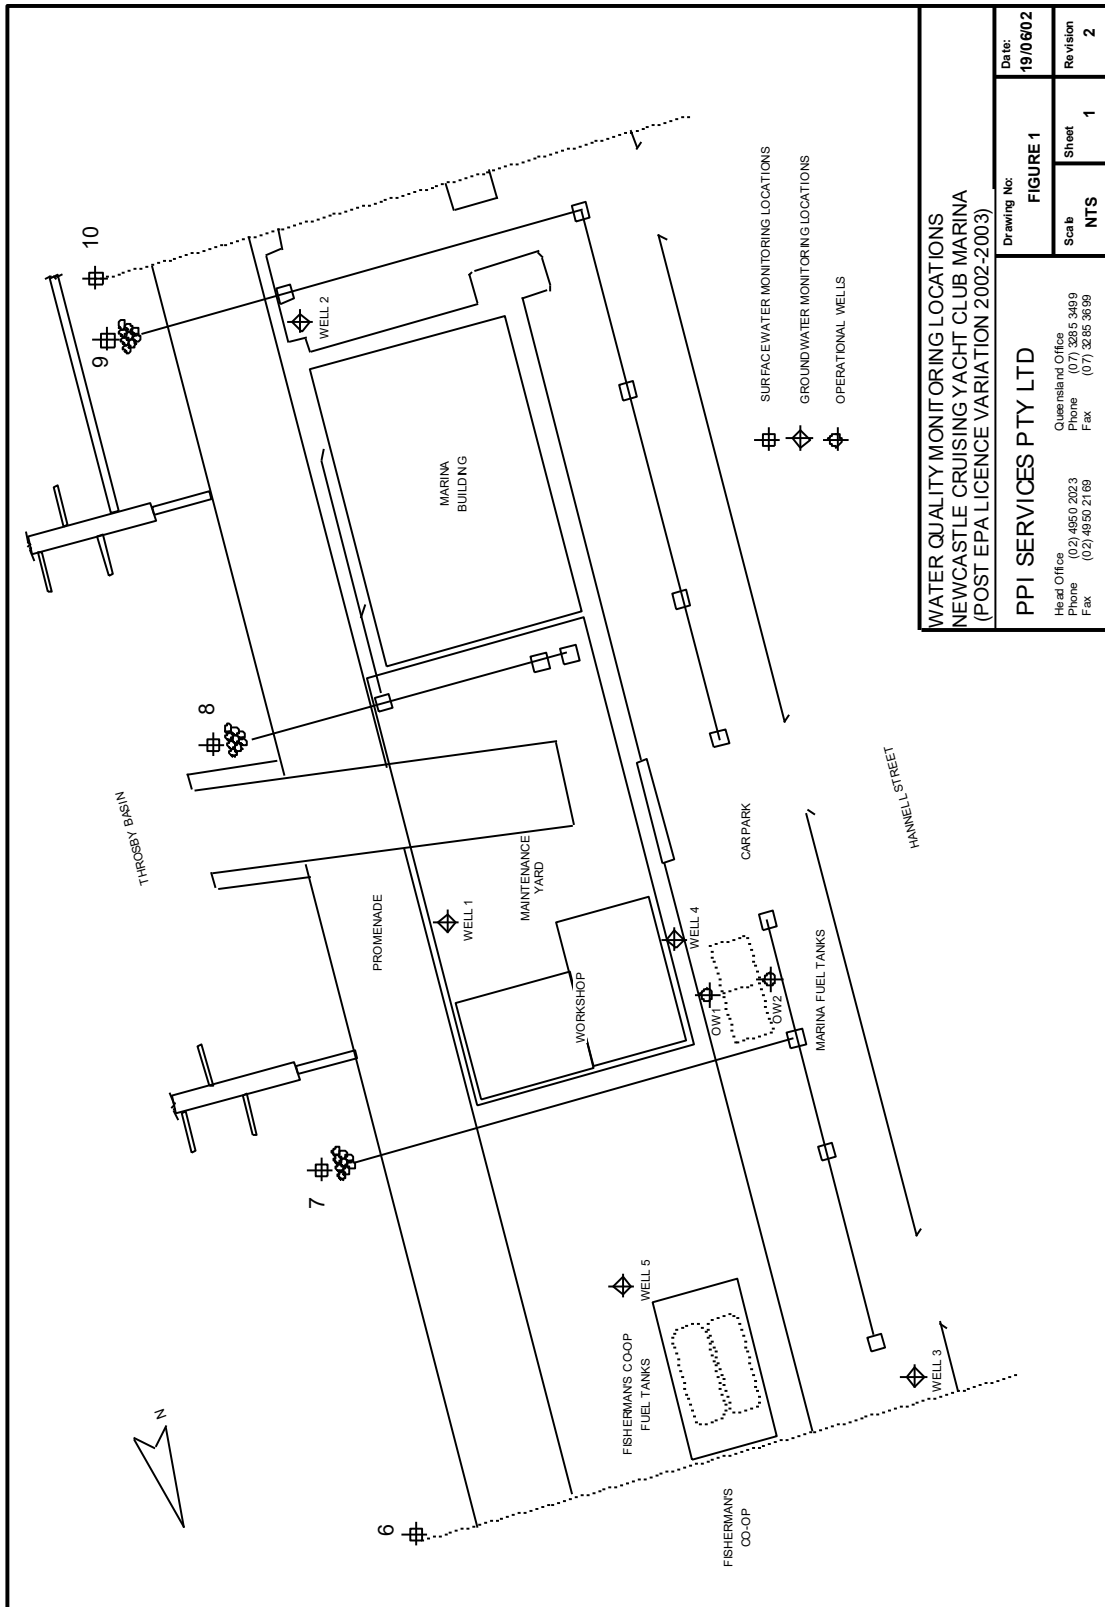 10
9
8
7
6
THROSBY BASIN
PROMENADE
WELL 2
WELL 1
MARINA
BUILDING
MAINTENANCE
YARD
WORKSHOP
WELL 4
OW1
OW2
CARPARK
MARINA FUEL TANKS
HANNELL STREET
WELL 5
FISHERMAN'S CO-OP
FUEL TANKS
WELL 3
FISHERMAN'S
CO-OP
N
SURFACEWATER MONITORING LOCATIONS
GROUNDWATER MONITORING LOCATIONS
OPERATIONAL WELLS
WATER QUALITY MONITORING LOCATIONS
NEWCASTLE CRUISING YACHT CLUB MARINA
(POST EPA LICENCE VARIATION 2002-2003)
PPI SERVICES PTY LTD
Head Office
Phone (02) 4950 2023
Fax (02) 4950 2169
Queensland Office
Phone (07) 3285 3499
Fax (07) 3285 3699
Drawing No:
FIGURE 1
Date:
19/06/02
Scale NTS
Sheet 1
Revision 2